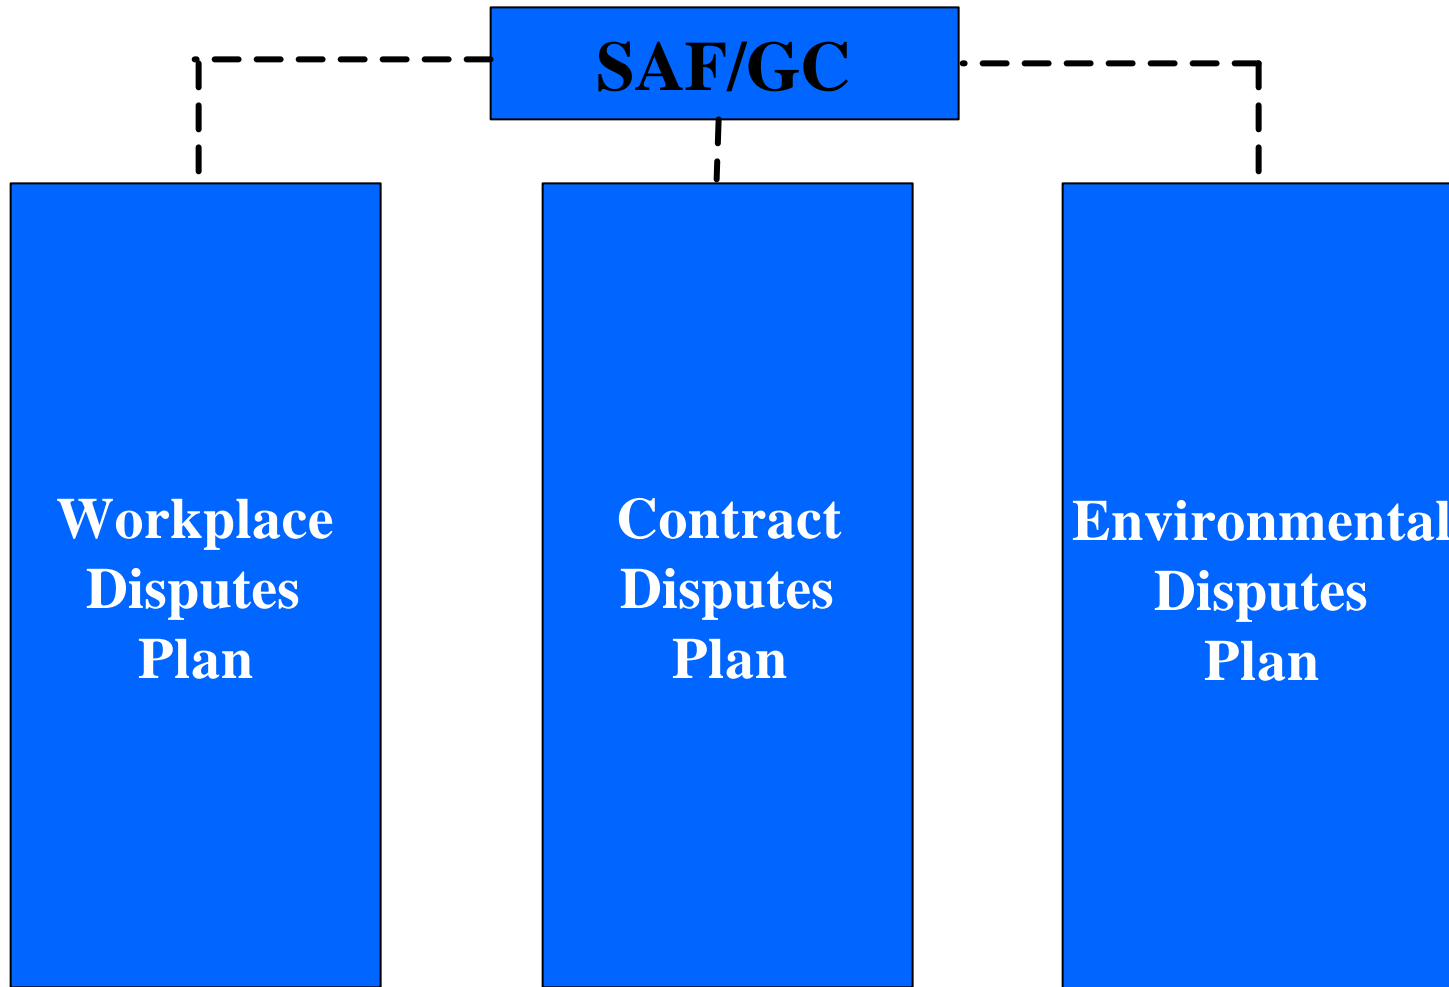 SAF/GC
Workplace
Disputes
Plan
Contract
Disputes
Plan
Environmental
Disputes
Plan